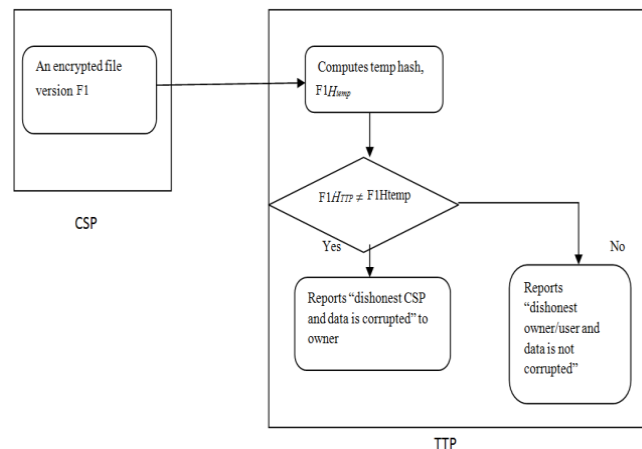 An encrypted file
version F1
Computes temp hash,
F1Htemp
F1HTTP ≠ F1Htemp
Yes
No
Reports “dishonest CSP
and data is corrupted” to
owner
Reports
“dishonest
owner/user and
data is not
corrupted”
CSP
TTP